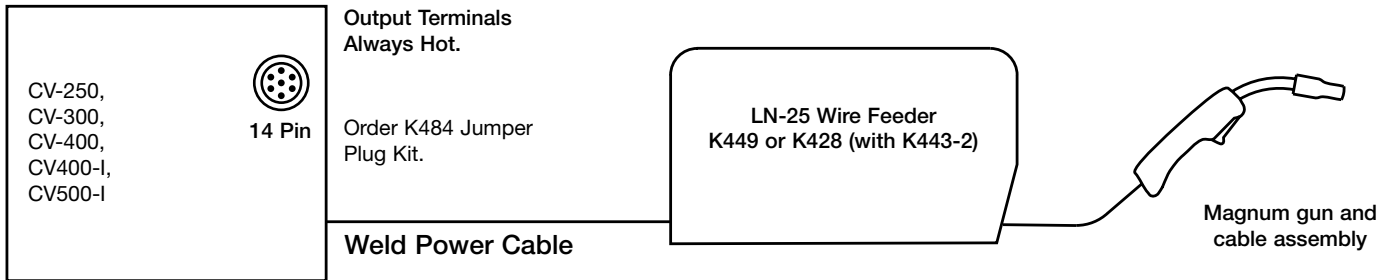 CV-250,
CV-300,
CV-400,
CV400-I,
CV500-I
14 Pin
Output Terminals
Always Hot.
Order K484 Jumper
Plug Kit.
Weld Power Cable
LN-25 Wire Feeder
K449 or K428 (with K443-2)
Magnum gun and
cable assembly